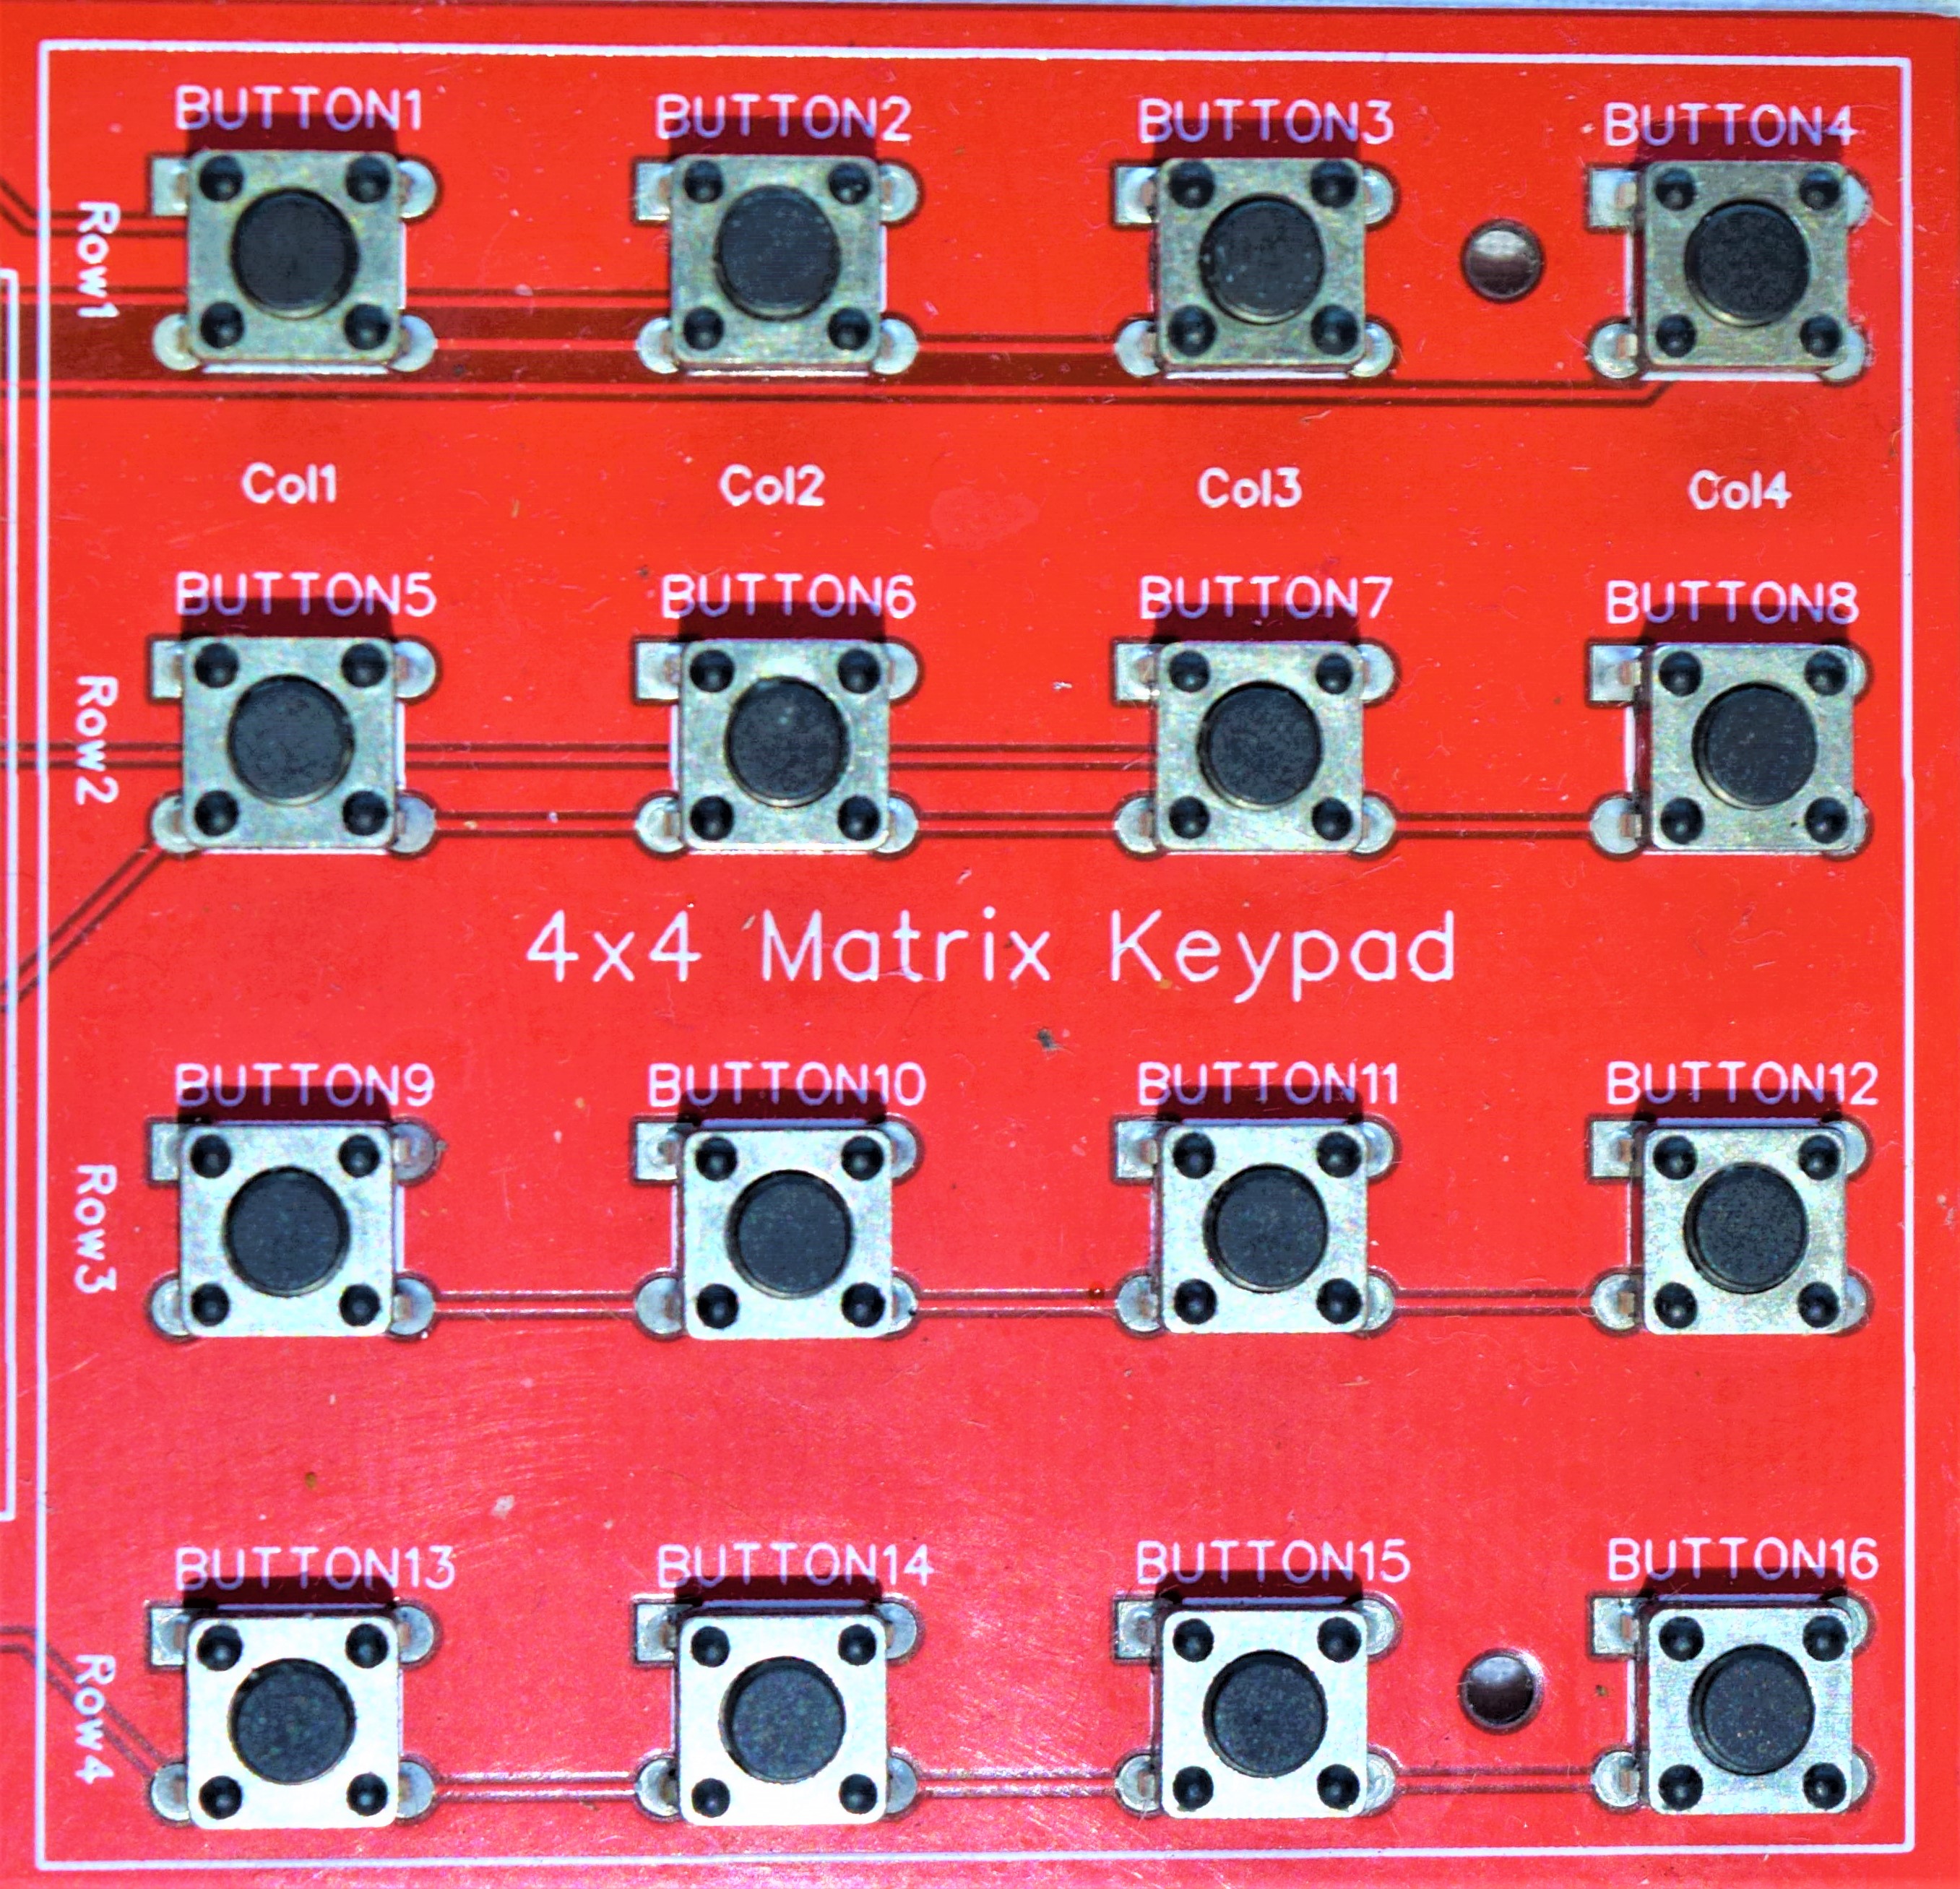 BUTTON1 BUTTON2 BUTTON3 BUTTON4
Row1
Col1 Col2 Col3 Col4
BUTTON5 BUTTON6 BUTTON7 BUTTON8
Row2
4x4 Matrix Keypad
BUTTON9 BUTTON10 BUTTON11 BUTTON12
Row3
BUTTON13 BUTTON14 BUTTON15 BUTTON16
Row4